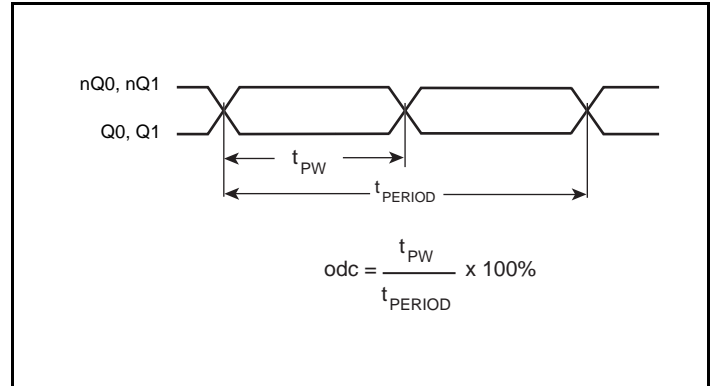 nQ0, nQ1
Q0, Q1
tPW
tPERIOD
odc = tPW / tPERIOD x 100%